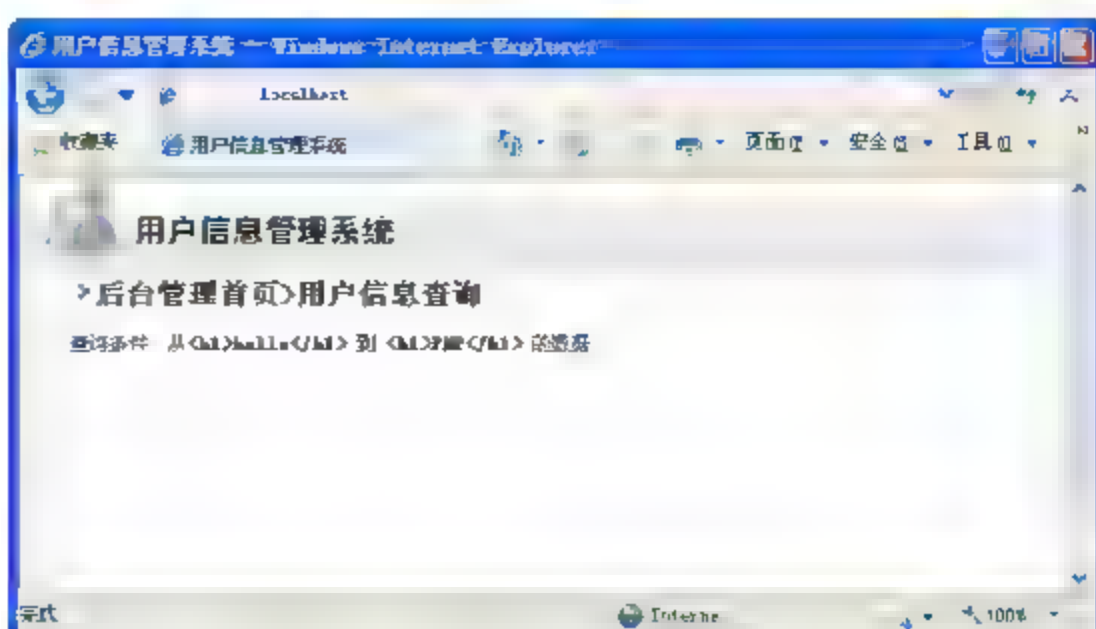 用户信息管理系统 — Windows Internet Explorer
localhost
收藏夹 用户信息管理系统 页面 安全 工具
用户信息管理系统
>后台管理首页>用户信息查询
查询条件 从<h1>hello</h1> 到 <h1>PHP</h1> 的数据
完成 Interne 100%